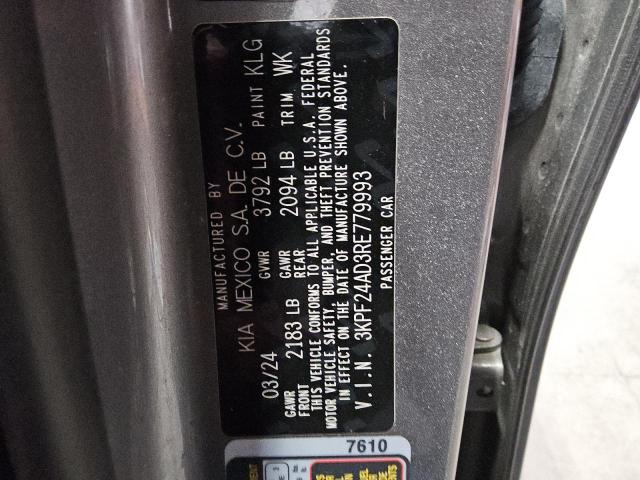 MANUFACTURED BY
KIA MEXICO S.A. DE C.V.
03/24 GVWR 3792 LB PAINT KLG
GAWR FRONT 2183 LB GAWR REAR 2094 LB TRIM WK
THIS VEHICLE CONFORMS TO ALL APPLICABLE U.S.A. FEDERAL
MOTOR VEHICLE SAFETY, BUMPER, AND THEFT PREVENTION STANDARDS
IN EFFECT ON THE DATE OF MANUFACTURE SHOWN ABOVE.
V.I.N. 3KPF24AD3RE779993
PASSENGER CAR
7610